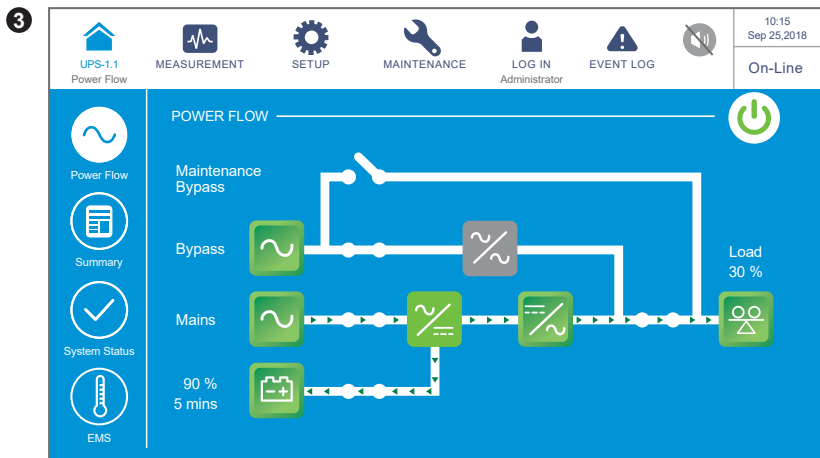 3
10:15
Sep 25,2018
On-Line
UPS-1.1
Power Flow
MEASUREMENT
SETUP
MAINTENANCE
LOG IN
Administrator
EVENT LOG
POWER FLOW
Power Flow
Summary
System Status
EMS
Maintenance
Bypass
Bypass
Mains
90 %
5 mins
Load
30 %